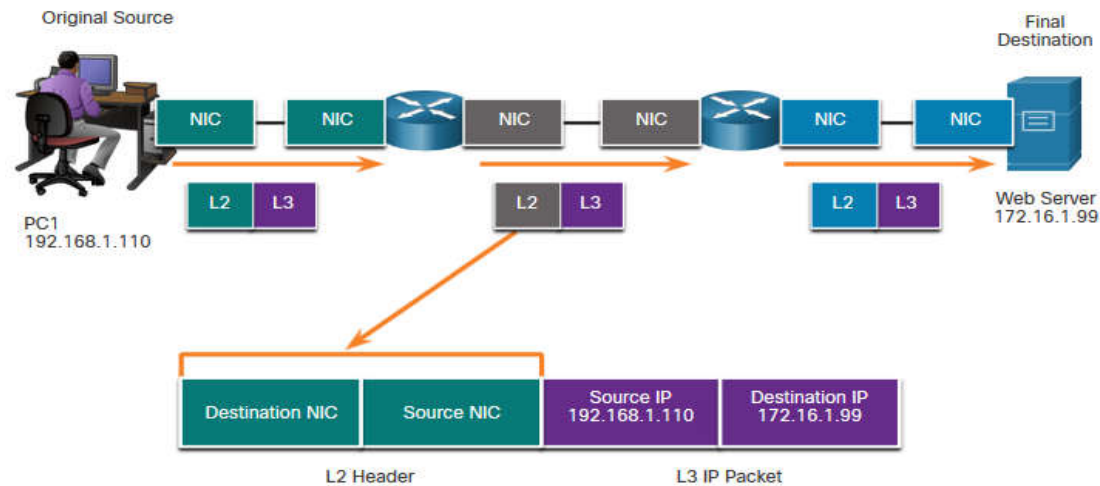 Original Source
Final
Destination
NIC
NIC
NIC
NIC
NIC
NIC
L2 L3
L2 L3
L2 L3
PC1
192.168.1.110
Web Server
172.16.1.99
Destination NIC
Source NIC
Source IP
192.168.1.110
Destination IP
172.16.1.99
L2 Header
L3 IP Packet